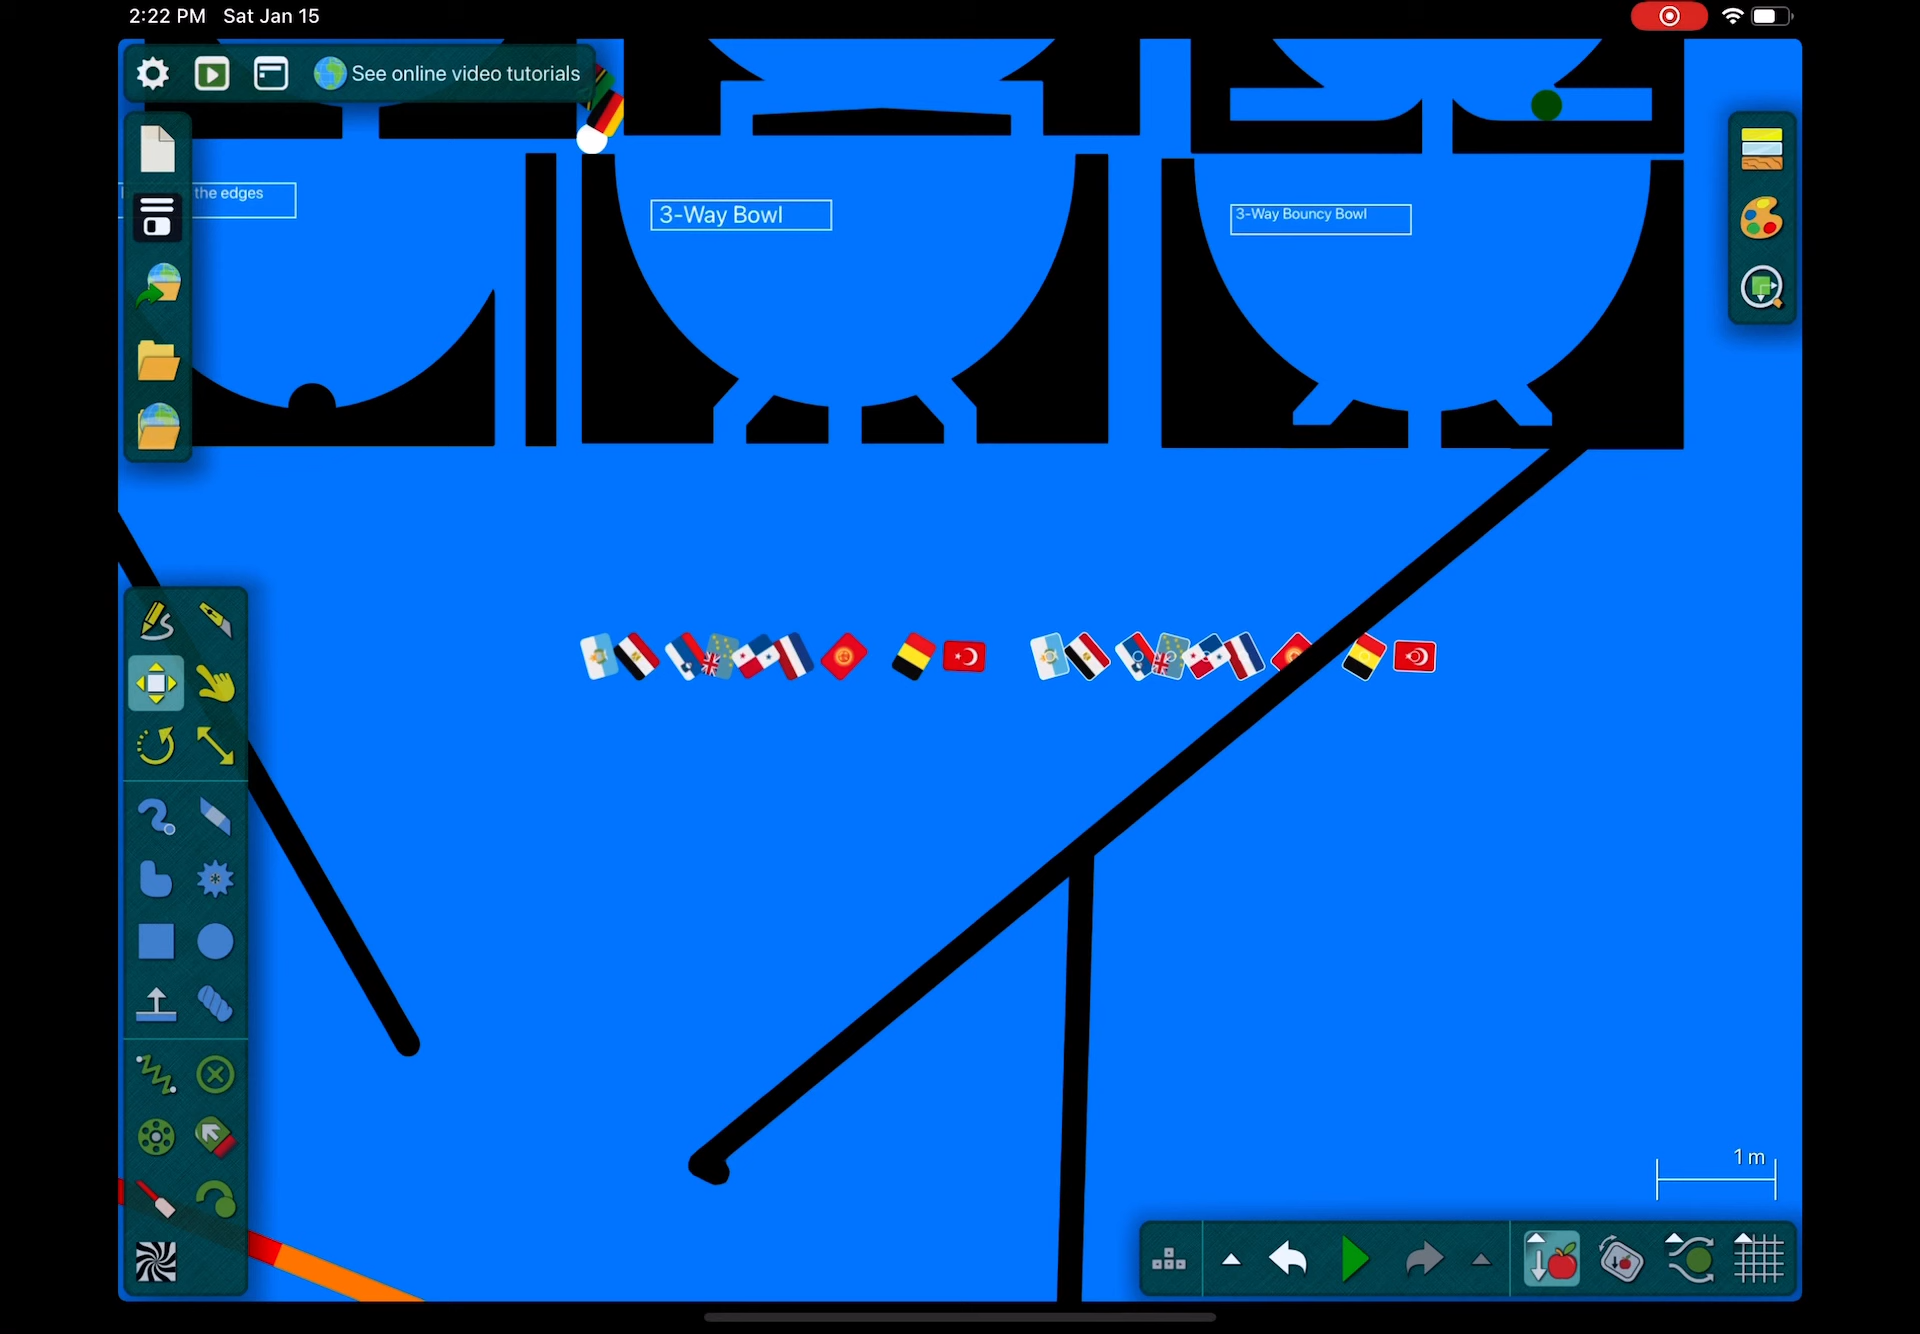 2:22 PM Sat Jan 15
See online video tutorials
the edges
3-Way Bowl
3-Way Bouncy Bowl
1 m